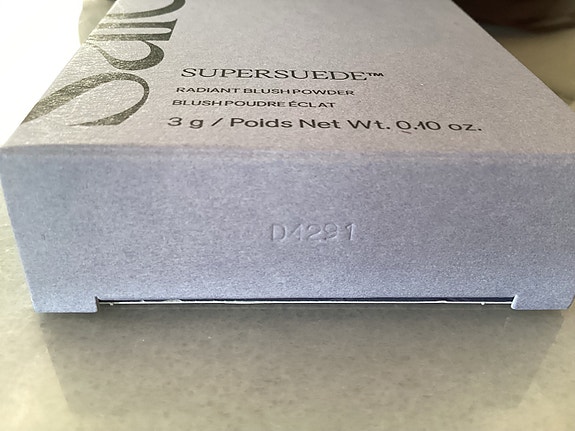 SUPERSUEDE™
RADIANT BLUSH POWDER
BLUSH POUDRE ÉCLAT
3 g / Poids Net Wt. 0.10 oz.
D4291